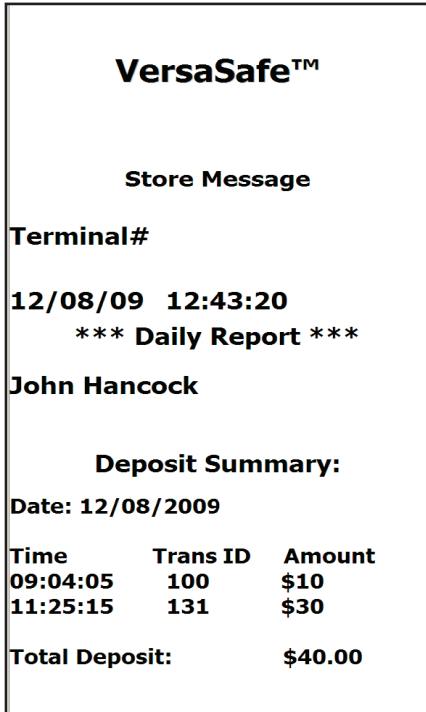 VersaSafe™
Store Message
Terminal#
12/08/09 12:43:20
*** Daily Report ***
John Hancock
Deposit Summary:
Date: 12/08/2009
Time Trans ID Amount
09:04:05 100 $10
11:25:15 131 $30
Total Deposit: $40.00